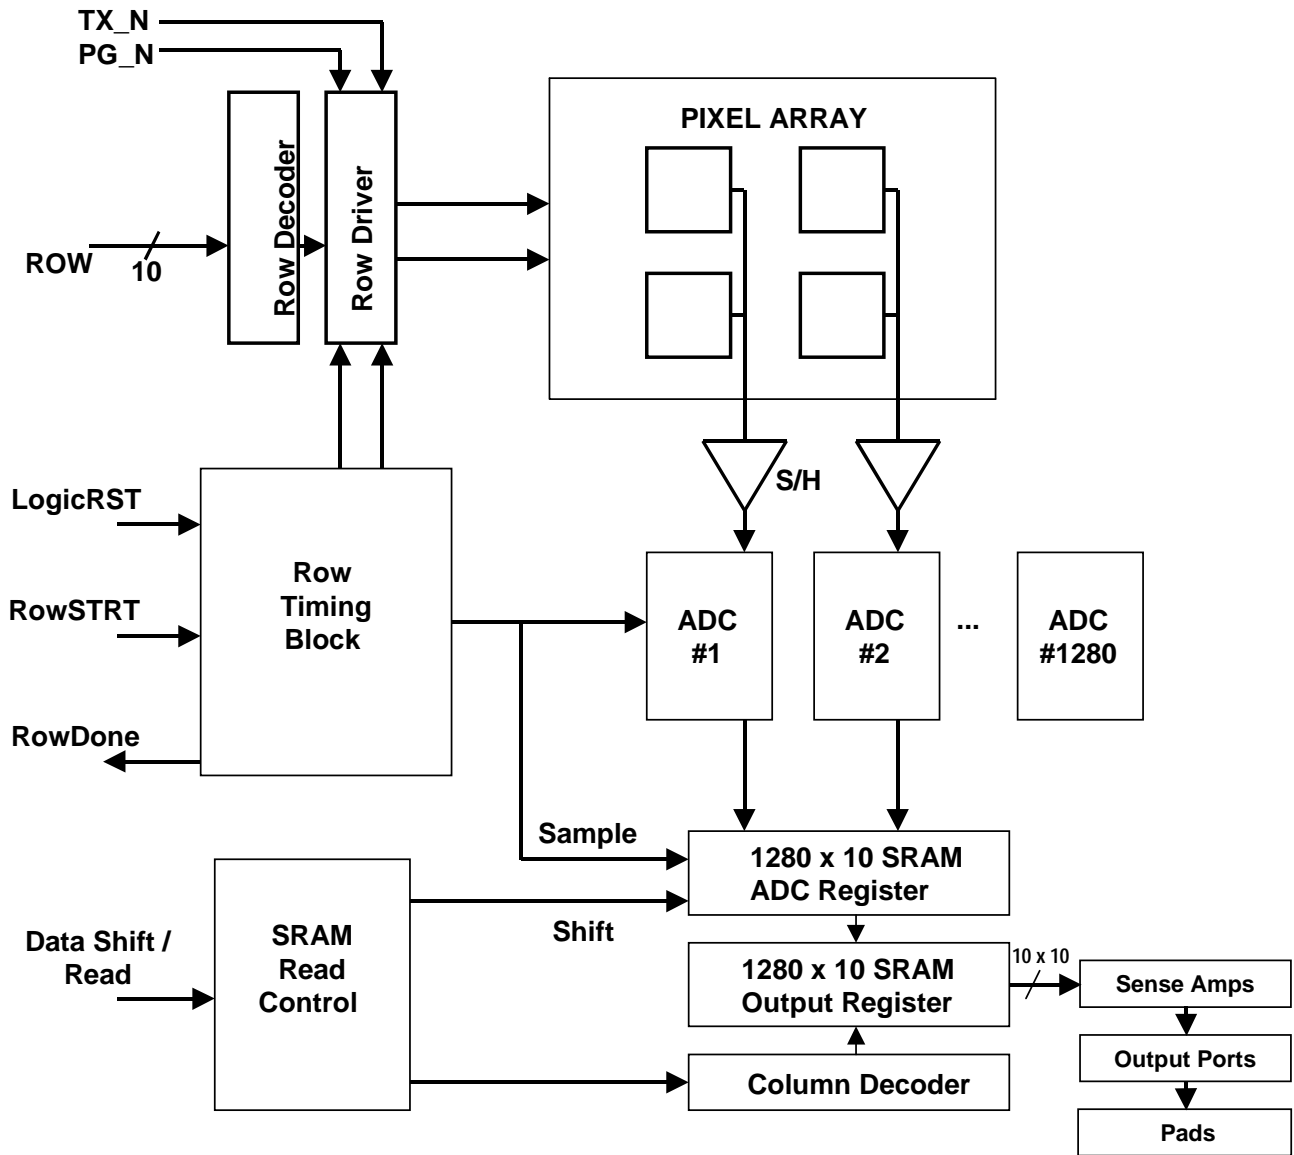 TX_N
PG_N
PIXEL ARRAY
Row Decoder
Row Driver
ROW
10
S/H
LogicRST
RowSTRT
RowDone
Row
Timing
Block
ADC
#1
ADC
#2
...
ADC
#1280
Sample
1280 x 10 SRAM
ADC Register
Shift
Data Shift /
Read
SRAM
Read
Control
1280 x 10 SRAM
Output Register
10 x 10
Sense Amps
Output Ports
Column Decoder
Pads